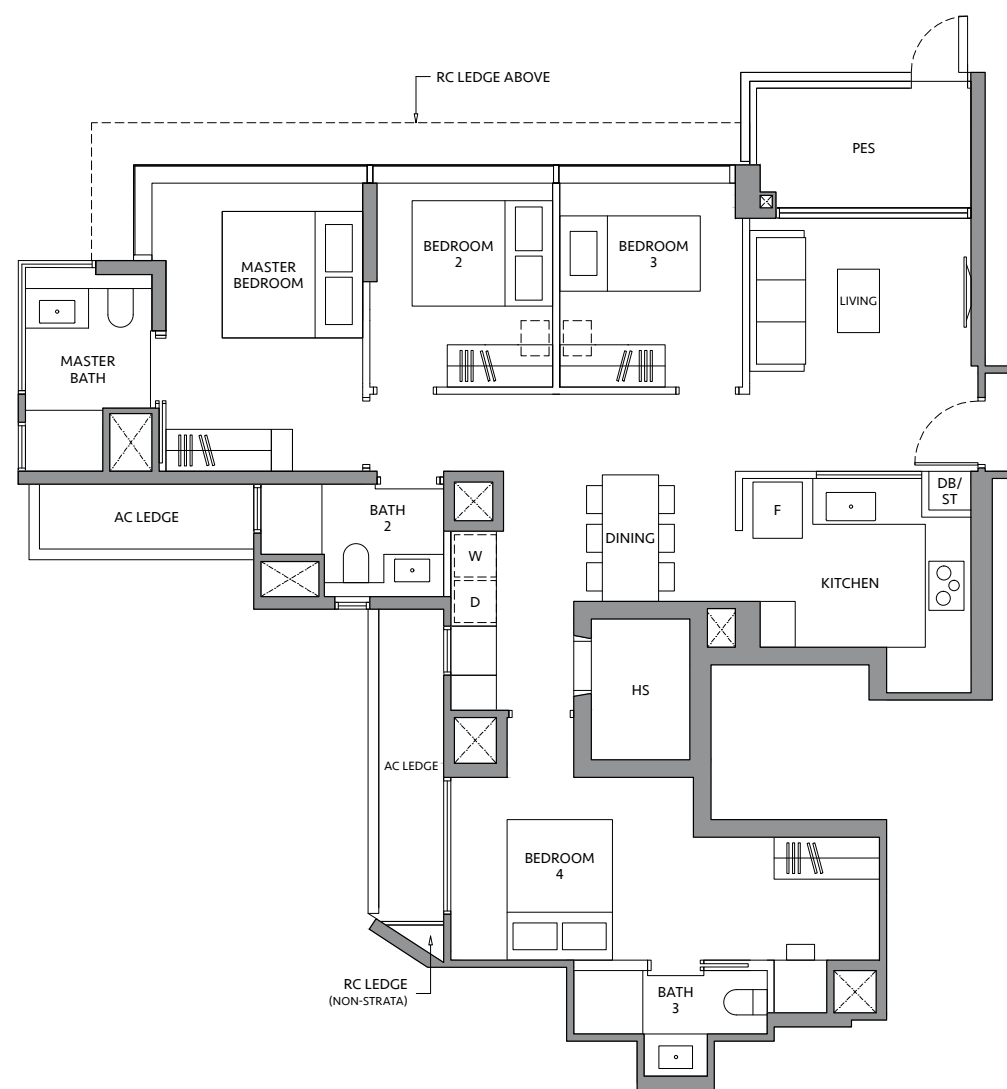 RC LEDGE ABOVE
PES
BEDROOM
2
BEDROOM
3
MASTER
BEDROOM
LIVING
MASTER
BATH
DB/
ST
F
AC LEDGE
BATH
2
DINING
W
KITCHEN
D
HS
AC LEDGE
BEDROOM
4
RC LEDGE
(NON-STRATA)
BATH
3